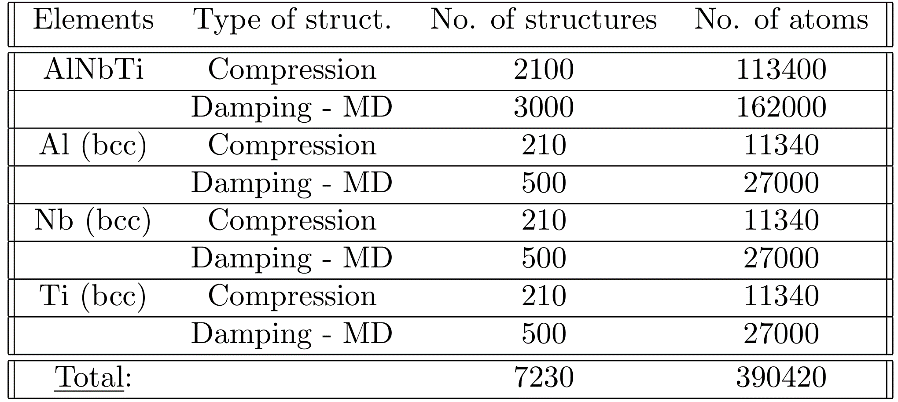 Elements Type of struct. No. of structures No. of atoms
AlNbTi Compression 2100 113400
Damping - MD 3000 162000
Al (bcc) Compression 210 11340
Damping - MD 500 27000
Nb (bcc) Compression 210 11340
Damping - MD 500 27000
Ti (bcc) Compression 210 11340
Damping - MD 500 27000
Total: 7230 390420